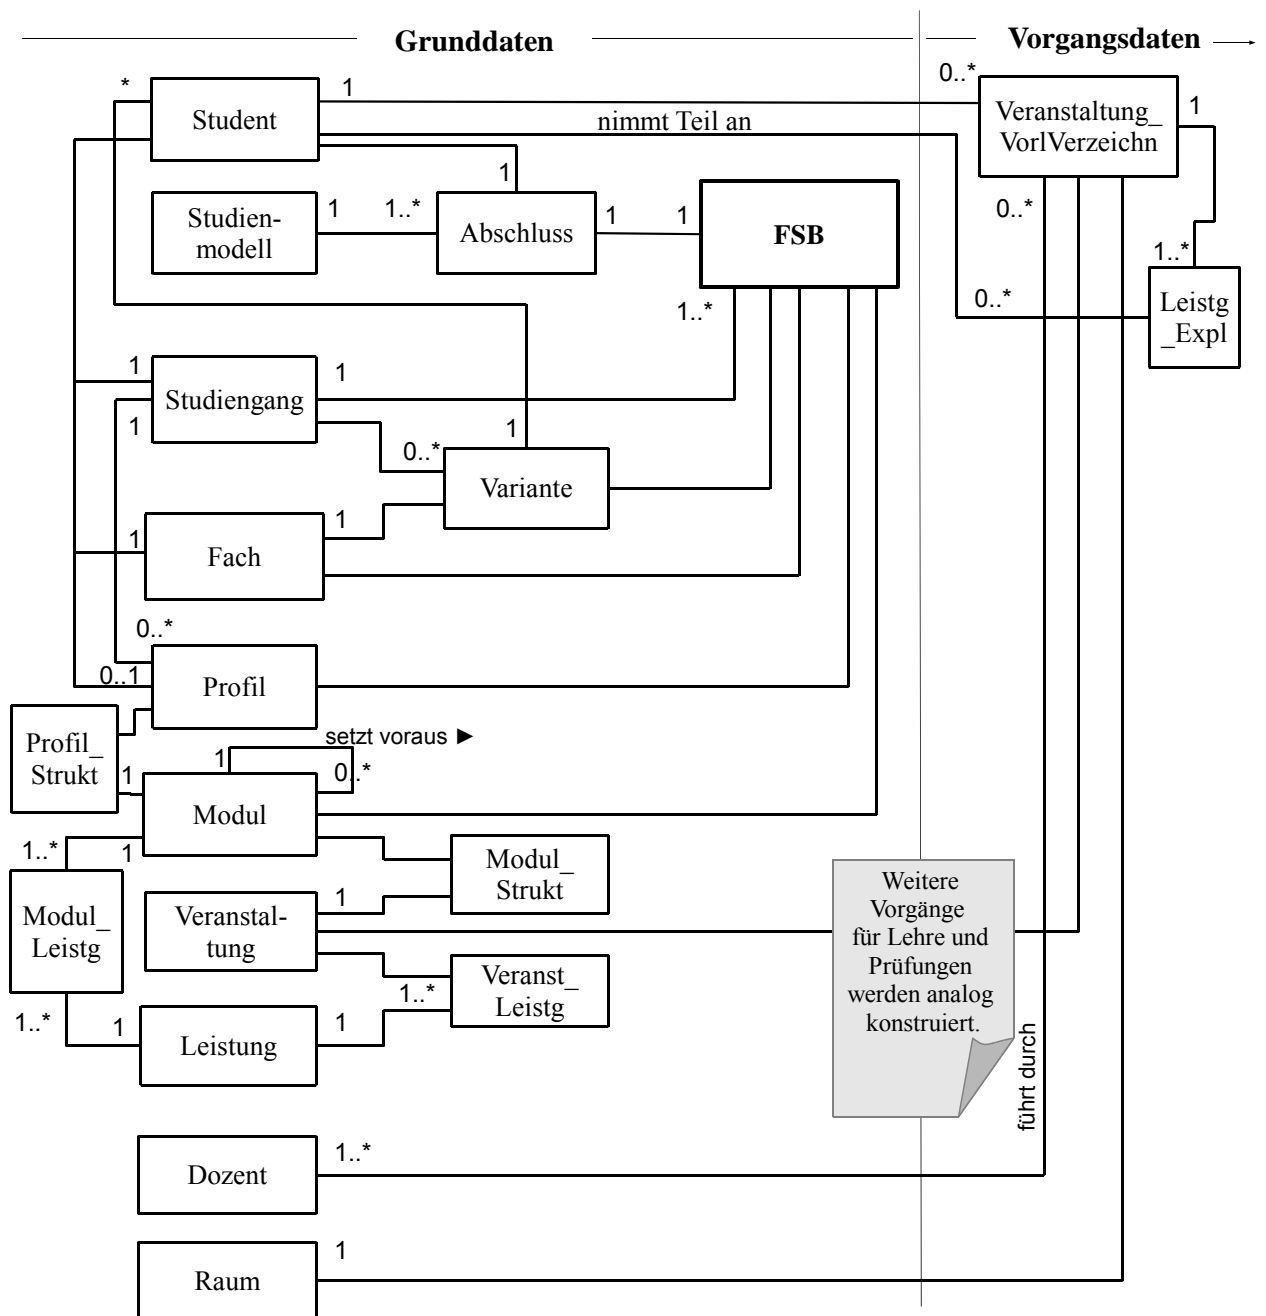 Grunddaten
Vorgangsdaten
*
1
0..*
Student
nimmt Teil an
Veranstaltung_
VorlVerzeichn
1
1
Studien-
modell
1
1..*
Abschluss
1
1
FSB
0..*
1..*
1..*
0..*
Leistg
_Expl
1
Studiengang
1
1
1
0..*
Variante
1
Fach
1
0..*
0..1
Profil
Profil_
Strukt
setzt voraus ►
1
0..*
1
Modul
1..*
1
Modul_
Strukt
Modul_
Leistg
Veranstal-
tung
1
Veranst_
Leistg
1..*
1..*
1
Leistung
1
Weitere
Vorgänge
für Lehre und
Prüfungen
werden analog
konstruiert.
führt durch
Dozent
1..*
Raum
1